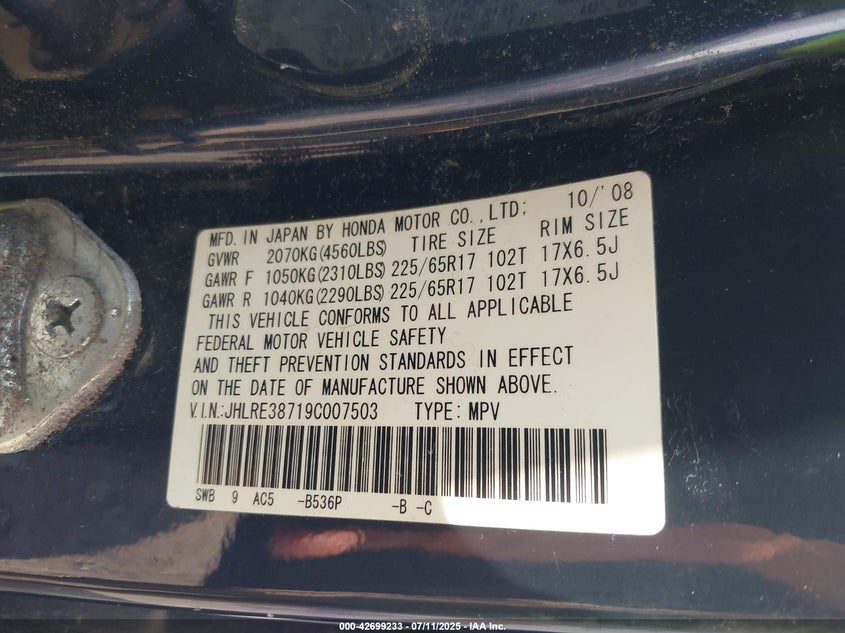 MFD. IN JAPAN BY HONDA MOTOR CO., LTD; 10/'08
GVWR 2070KG(4560LBS) TIRE SIZE RIM SIZE
GAWR F 1050KG(2310LBS) 225/65R17 102T 17X6.5J
GAWR R 1040KG(2290LBS) 225/65R17 102T 17X6.5J
THIS VEHICLE CONFORMS TO ALL APPLICABLE
FEDERAL MOTOR VEHICLE SAFETY
AND THEFT PREVENTION STANDARDS IN EFFECT
ON THE DATE OF MANUFACTURE SHOWN ABOVE.
V.I.N.:JHLRE38719C007503 TYPE: MPV
SWB 9 AC5 -B536P -B -C
000-42699233 - 07/11/2025 - IAA Inc.